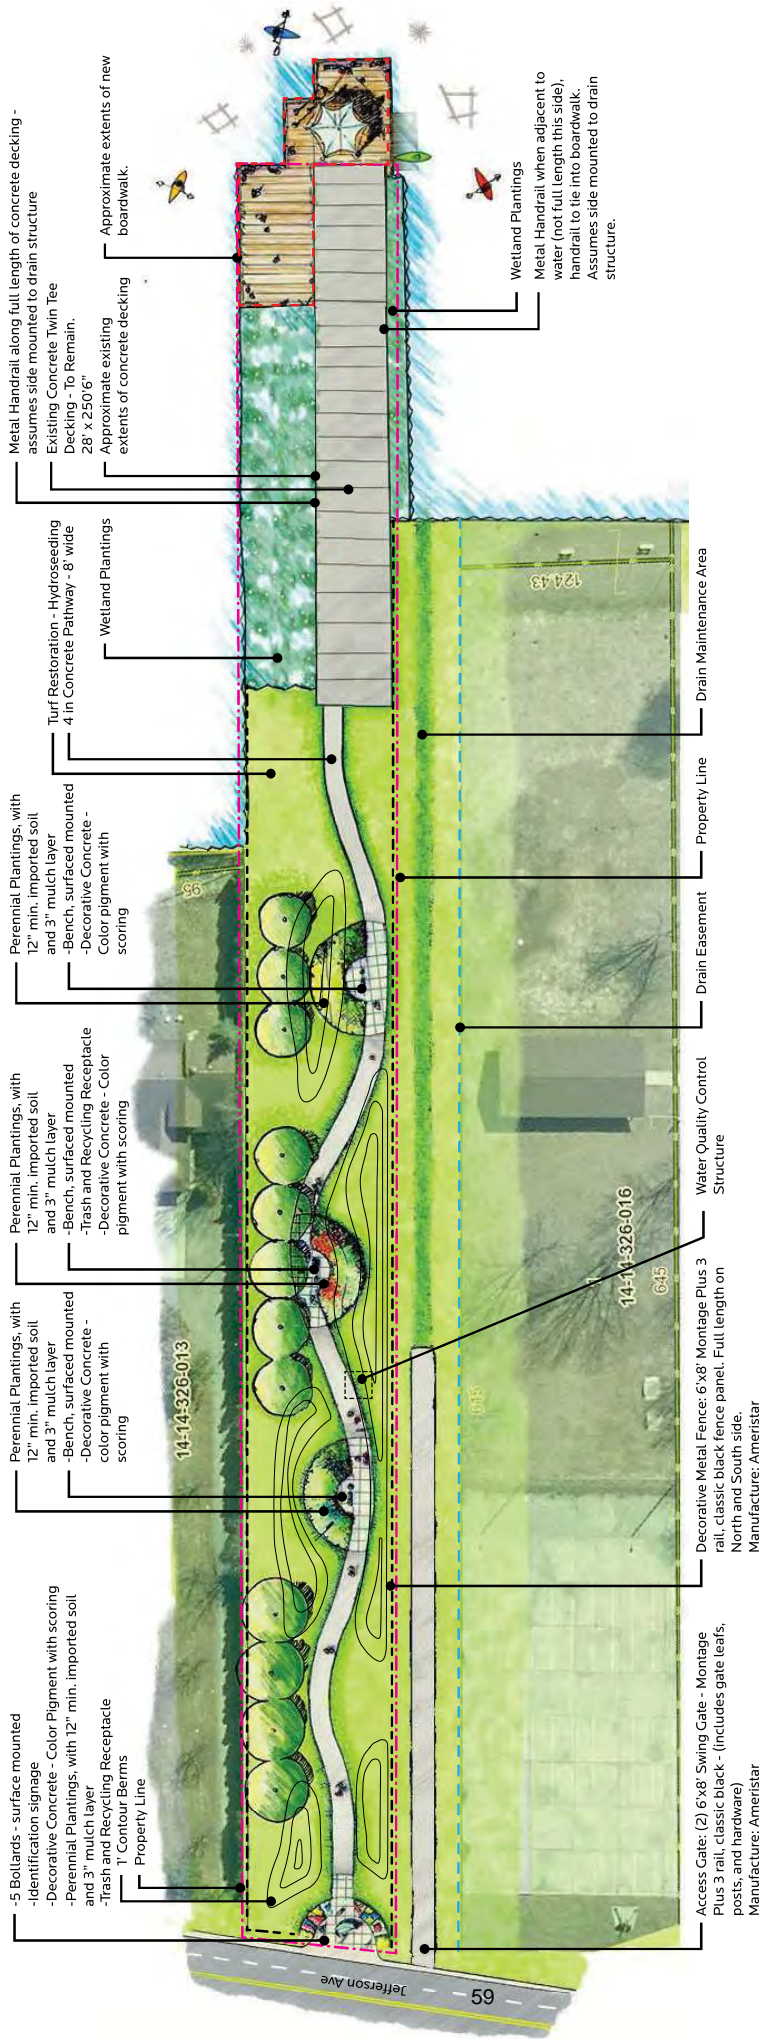 -5 Bollards - surface mounted
-Identification signage
-Decorative Concrete - Color Pigment with scoring
-Perennial Plantings, with 12" min. imported soil
and 3" mulch layer
-Trash and Recycling Receptacle
1' Contour Berms
Property Line
Perennial Plantings, with
12" min. imported soil
and 3" mulch layer
-Bench, surfaced mounted
-Decorative Concrete -
color pigment with
scoring
Perennial Plantings, with
12" min. imported soil
and 3" mulch layer
-Bench, surfaced mounted
-Trash and Recycling Receptacle
-Decorative Concrete - Color
pigment with scoring
Perennial Plantings, with
12" min. imported soil
and 3" mulch layer
-Bench, surfaced mounted
-Decorative Concrete -
Color pigment with
scoring
Turf Restoration - Hydroseeding
4 in Concrete Pathway - 8' wide
Wetland Plantings
Metal Handrail along full length of concrete decking -
assumes side mounted to drain structure
Existing Concrete Twin Tee
Decking - To Remain.
28' x 250'6"
Approximate existing
extents of concrete decking
Approximate extents of new
boardwalk.
14-14-326-013
95
Jefferson Ave
59
615
14-14-326-016
645
12443
Access Gate: (2) 6'x8' Swing Gate - Montage
Plus 3 rail, classic black - (includes gate leafs,
posts, and hardware)
Manufacture: Ameristar
Decorative Metal Fence: 6'x8' Montage Plus 3
rail, classic black fence panel. Full length on
North and South side.
Manufacture: Ameristar
Water Quality Control
Structure
Drain Easement
Property Line
Drain Maintenance Area
Wetland Plantings
Metal Handrail when adjacent to
water (not full length this side),
handrail to tie into boardwalk.
Assumes side mounted to drain
structure.